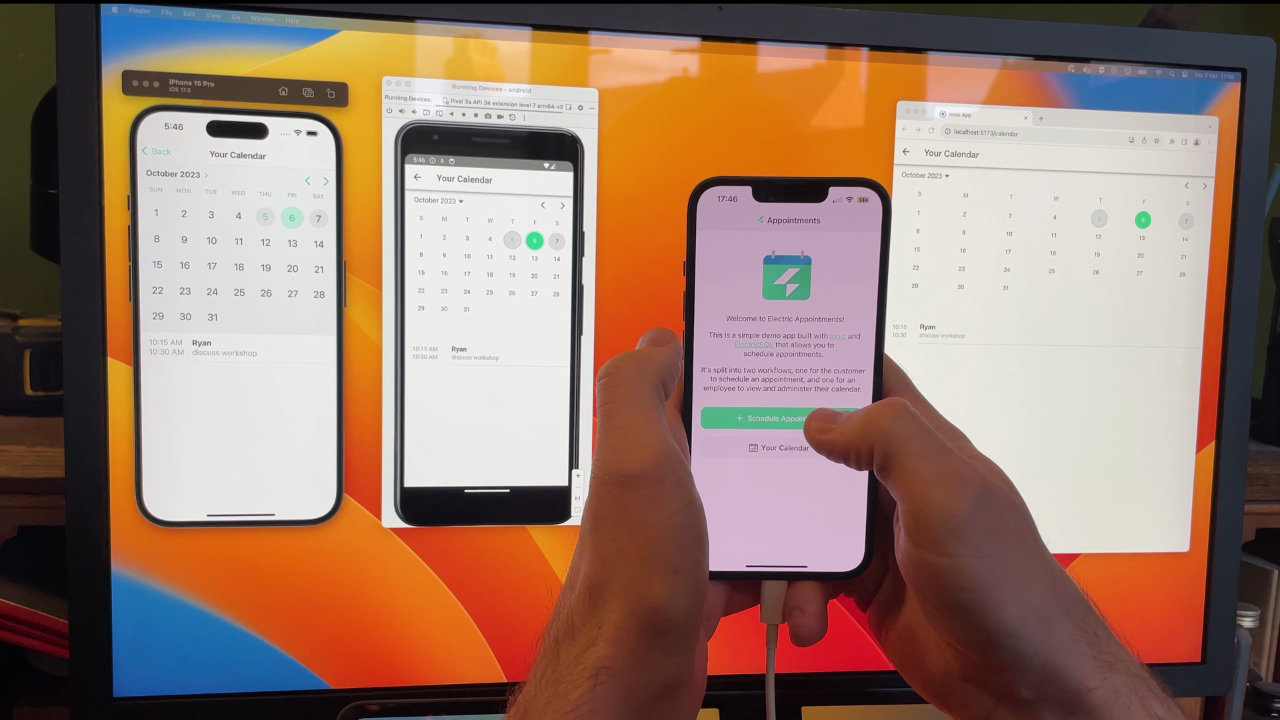 Finder File Edit View Go Window Help
Thu 5 Oct 17:46
iPhone 15 Pro
iOS 17.0
5:46
Back
Your Calendar
October 2023
SUN MON TUE WED THU FRI SAT
1 2 3 4 5 6 7
8 9 10 11 12 13 14
15 16 17 18 19 20 21
22 23 24 25 26 27 28
29 30 31
10:15 AM Ryan
10:30 AM discuss workshop
Running Devices - android
Running Devices: Pixel 3a API 34 extension level 7 arm64-v8
5:46
Your Calendar
October 2023
S M T W T F S
1 2 3 4 5 6 7
8 9 10 11 12 13 14
15 16 17 18 19 20 21
22 23 24 25 26 27 28
29 30 31
10:15 AM Ryan
10:30 AM discuss workshop
17:46
Appointments
Welcome to Electric Appointments!
This is a simple demo app built with Ionic and
ElectricSQL that allows you to
schedule appointments.
It's split into two workflows, one for the customer
to schedule an appointment, and one for an
employee to view and administer their calendar.
+ Schedule Appoin
Your Calendar
Ionic App
localhost:5173/calendar
Your Calendar
October 2023
S M T W T F S
1 2 3 4 5 6 7
8 9 10 11 12 13 14
15 16 17 18 19 20 21
22 23 24 25 26 27 28
29 30 31
10:15 Ryan
10:30 discuss workshop